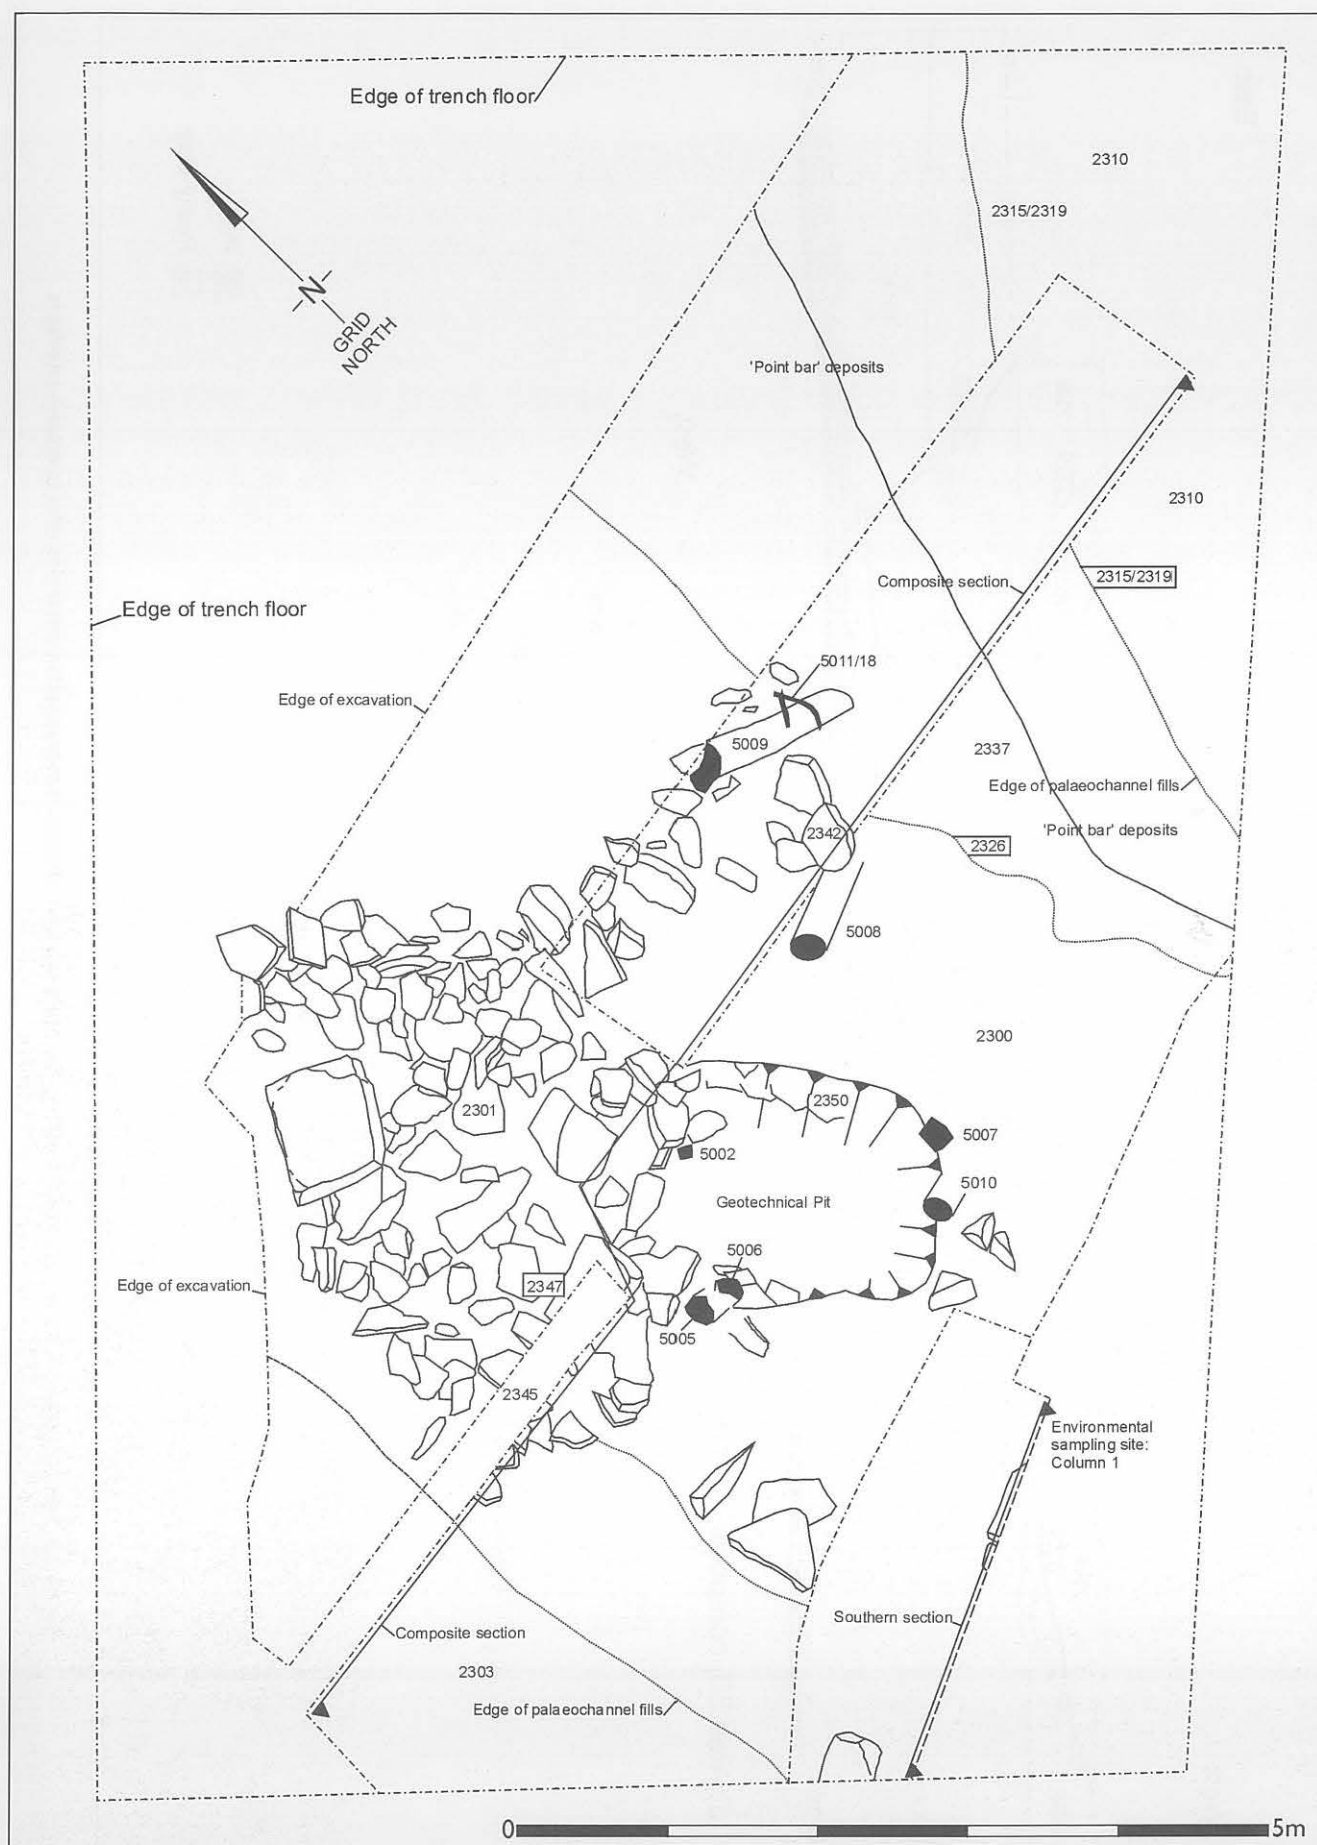 Edge of trench floor
2310
2315/2319
N
GRID
NORTH
'Point bar' deposits
2310
Composite section
2315/2319
Edge of trench floor
5011/18
Edge of excavation
5009
2337
Edge of palaeochannel fills
2342
'Point bar' deposits
2326
5008
2300
2301
2350
5007
5002
5010
Geotechnical Pit
5006
Edge of excavation
2347
5005
2345
Environmental
sampling site:
Column 1
Southern section
Composite section
2303
Edge of palaeochannel fills
0
5m